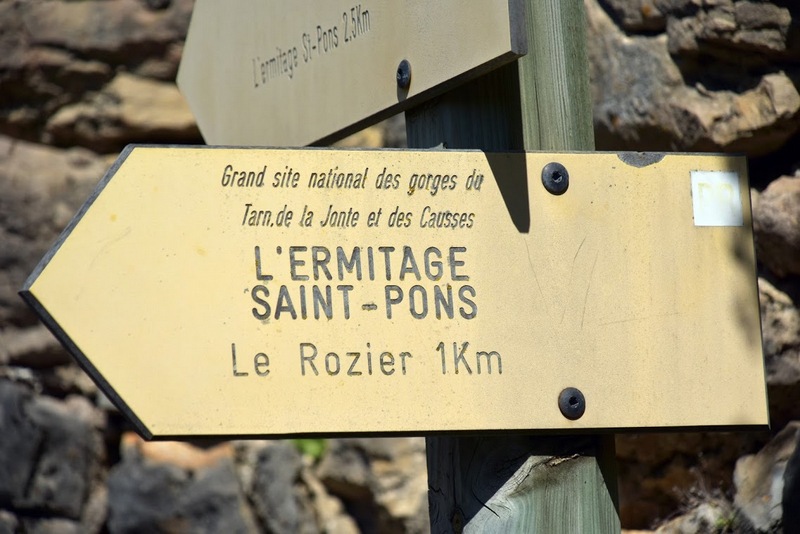 L'ermitage St-Pons 2,5Km
Grand site national des gorges du
Tarn,de la Jonte et des Causses
L'ERMITAGE
SAINT-PONS
Le Rozier 1Km